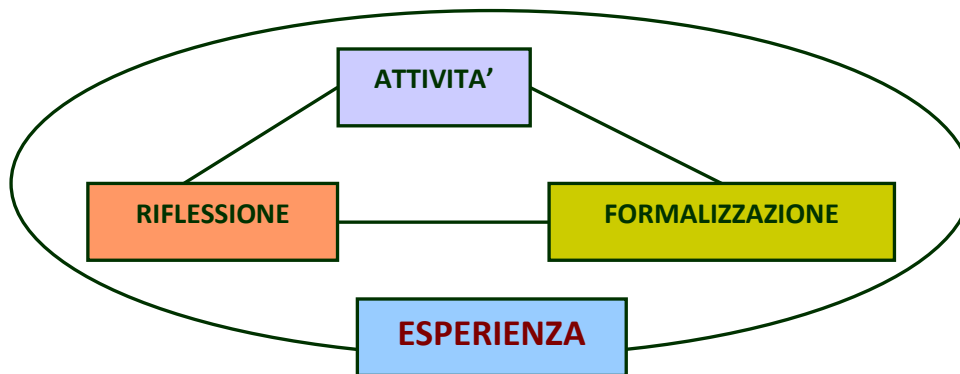 ATTIVITA’
RIFLESSIONE
FORMALIZZAZIONE
ESPERIENZA